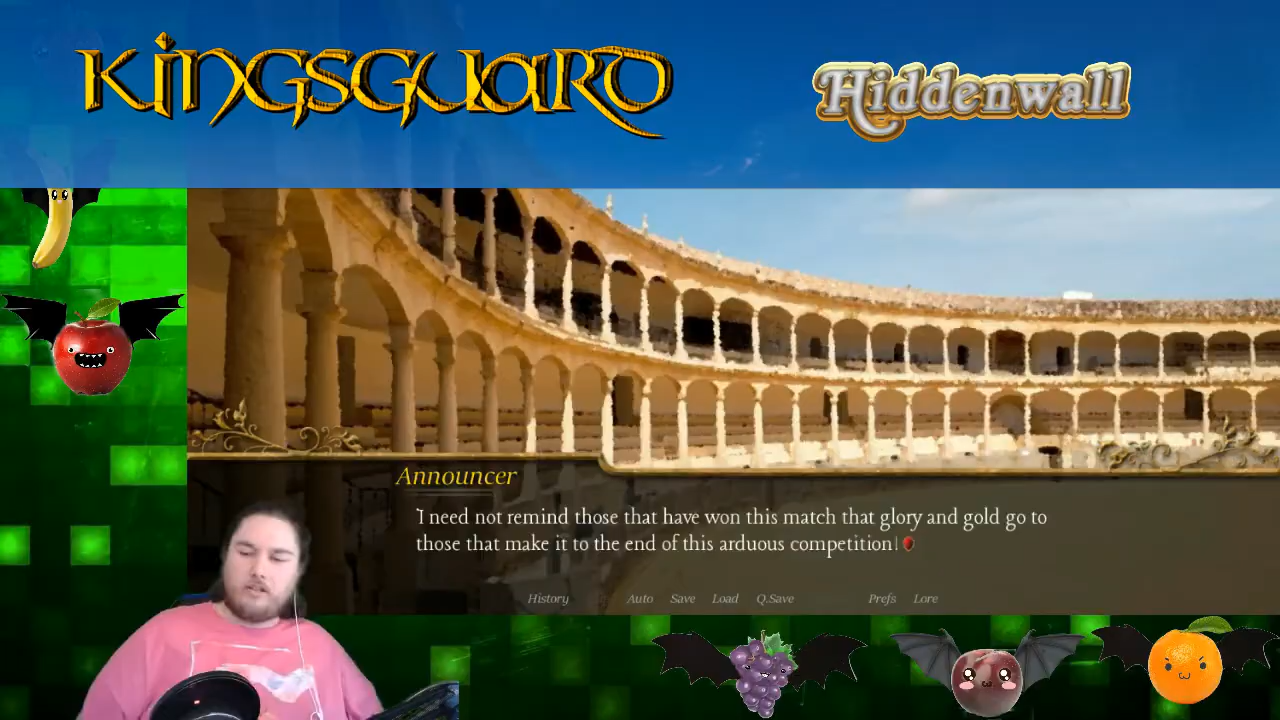 KINGSGUARD
Hiddenwall
Announcer
"I need not remind those that have won this match that glory and gold go to
those that make it to the end of this arduous competition!
History Auto Save Load Q.Save Prefs Lore